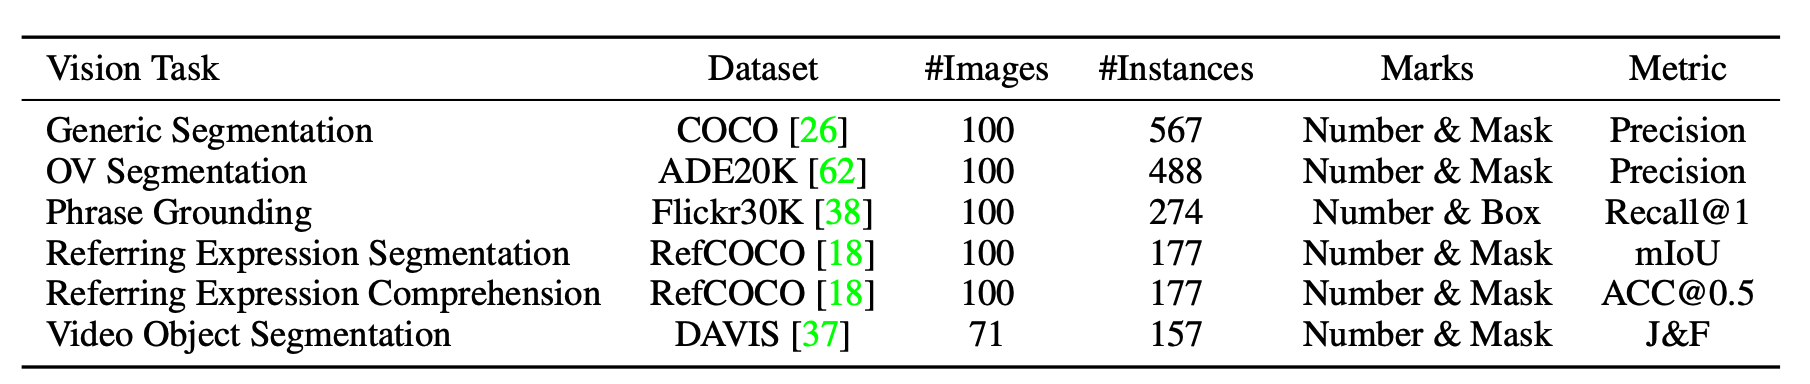 Vision Task Dataset #Images #Instances Marks Metric
Generic Segmentation COCO [26] 100 567 Number & Mask Precision
OV Segmentation ADE20K [62] 100 488 Number & Mask Precision
Phrase Grounding Flickr30K [38] 100 274 Number & Box Recall@1
Referring Expression Segmentation RefCOCO [18] 100 177 Number & Mask mIoU
Referring Expression Comprehension RefCOCO [18] 100 177 Number & Mask ACC@0.5
Video Object Segmentation DAVIS [37] 71 157 Number & Mask J&F